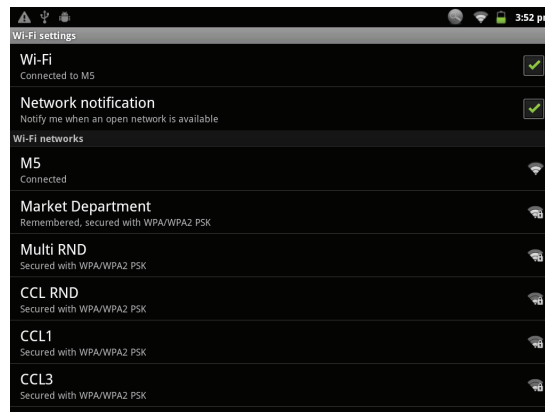 3:52 p
Wi-Fi settings
Wi-Fi
Connected to M5
Network notification
Notify me when an open network is available
Wi-Fi networks
M5
Connected
Market Department
Remembered, secured with WPA/WPA2 PSK
Multi RND
Secured with WPA/WPA2 PSK
CCL RND
Secured with WPA/WPA2 PSK
CCL1
Secured with WPA/WPA2 PSK
CCL3
Secured with WPA/WPA2 PSK